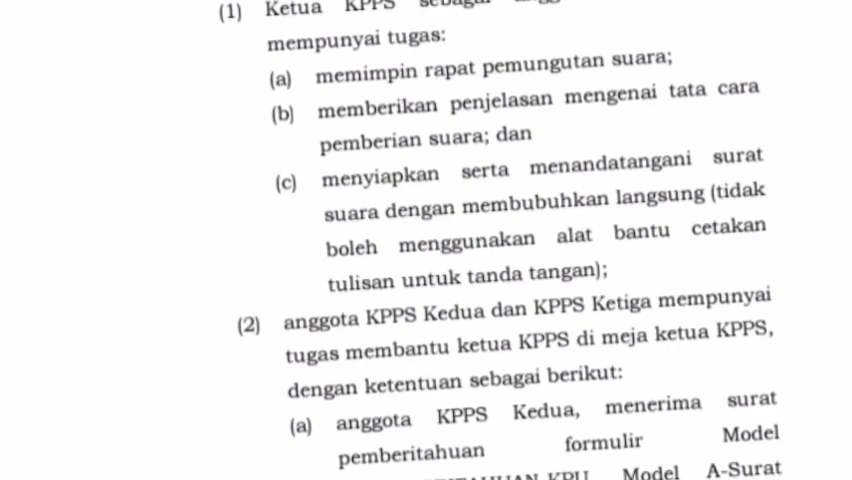 (1) Ketua KPPS sebagai
mempunyai tugas:
(a) memimpin rapat pemungutan suara;
(b) memberikan penjelasan mengenai tata cara
pemberian suara; dan
(c) menyiapkan serta menandatangani surat
suara dengan membubuhkan langsung (tidak
boleh menggunakan alat bantu cetakan
tulisan untuk tanda tangan);
(2) anggota KPPS Kedua dan KPPS Ketiga mempunyai
tugas membantu ketua KPPS di meja ketua KPPS,
dengan ketentuan sebagai berikut:
(a) anggota KPPS Kedua, menerima surat
pemberitahuan formulir Model
Model A-Surat